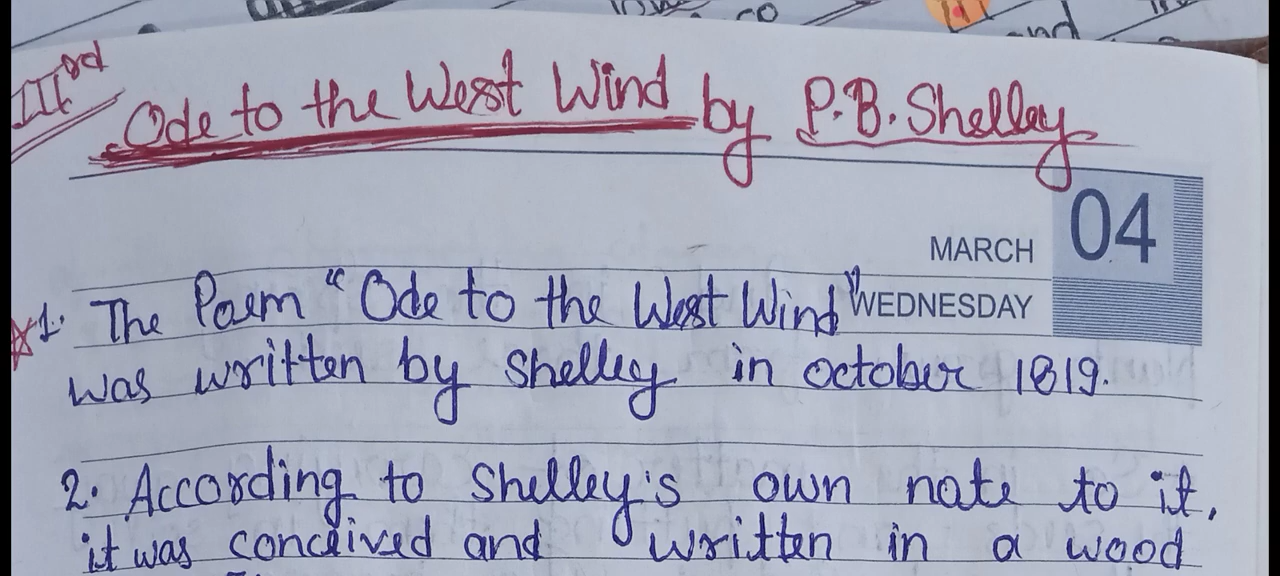 and
IIIrd
Ode to the West Wind by P.B. Shelley
MARCH 04
WEDNESDAY
1. The Poem "Ode to the West Wind"
was written by Shelley in October 1819.
2. According to Shelley's own note to it,
it was conceived and written in a wood